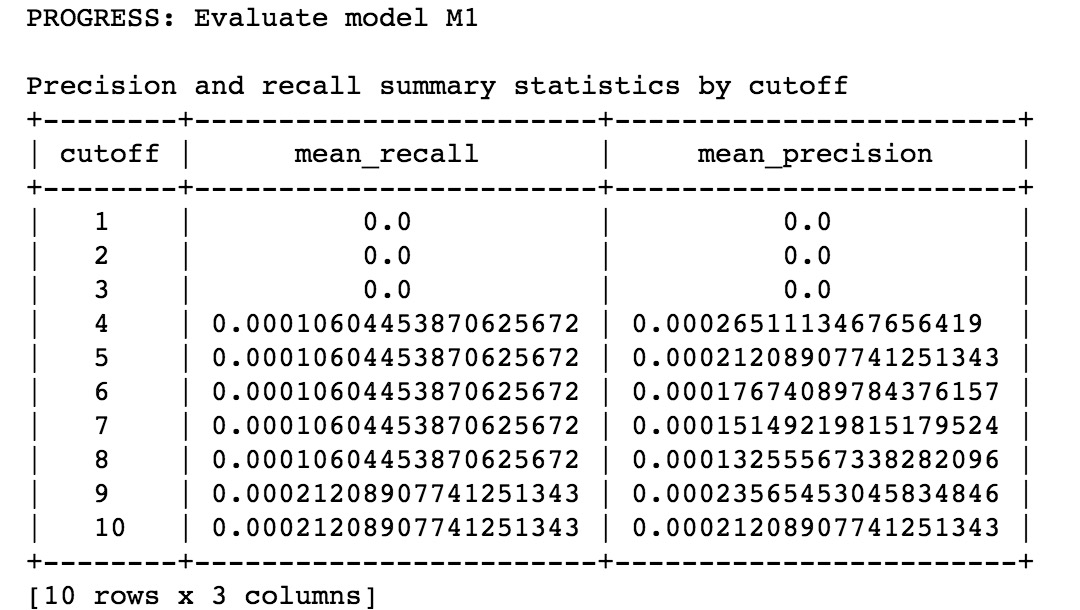 PROGRESS: Evaluate model M1
Precision and recall summary statistics by cutoff
+--------+------------------------+-------------------------+
| cutoff | mean_recall | mean_precision |
+--------+------------------------+-------------------------+
| 1 | 0.0 | 0.0 |
| 2 | 0.0 | 0.0 |
| 3 | 0.0 | 0.0 |
| 4 | 0.00010604453870625672 | 0.0002651113467656419 |
| 5 | 0.00010604453870625672 | 0.00021208907741251343 |
| 6 | 0.00010604453870625672 | 0.00017674089784376157 |
| 7 | 0.00010604453870625672 | 0.00015149219815179524 |
| 8 | 0.00010604453870625672 | 0.00013255567338282096 |
| 9 | 0.00021208907741251343 | 0.00023565453045834846 |
| 10 | 0.00021208907741251343 | 0.00021208907741251343 |
+--------+------------------------+-------------------------+
[10 rows x 3 columns]